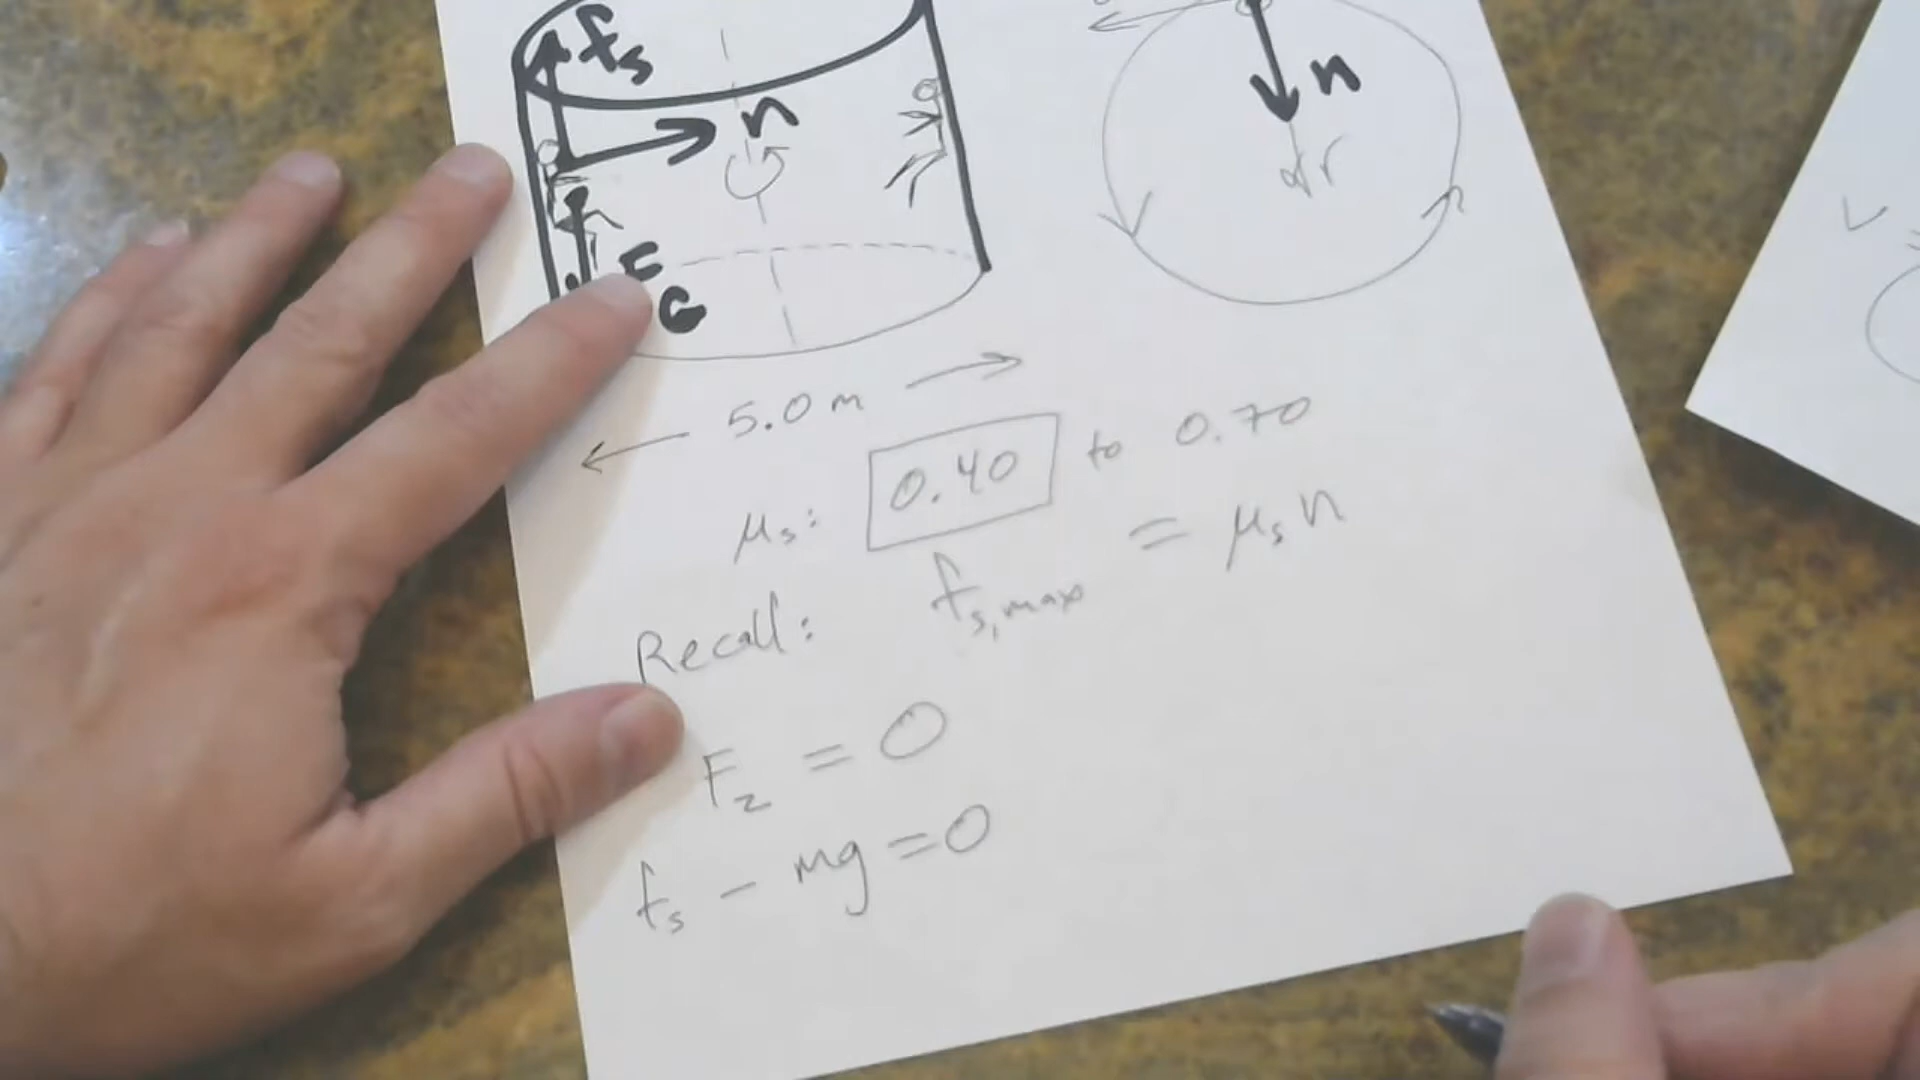 fs
n
FG
n
r
5.0 m
μs: 0.40 to 0.70
Recall: fs,max = μs n
Fz = 0
fs - mg = 0